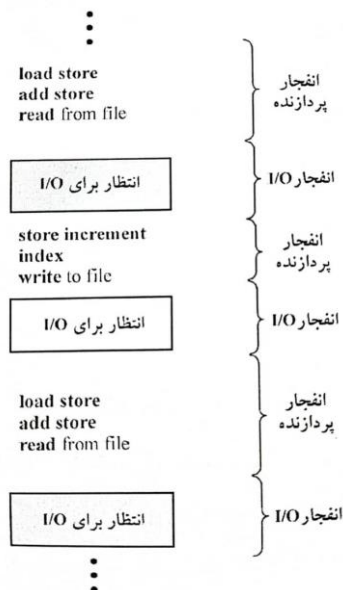 load store
add store
read from file
انفجار
پردازنده
انتظار برای I/O
انفجار I/O
store increment
index
write to file
انفجار
پردازنده
انتظار برای I/O
انفجار I/O
load store
add store
read from file
انفجار
پردازنده
انتظار برای I/O
انفجار I/O